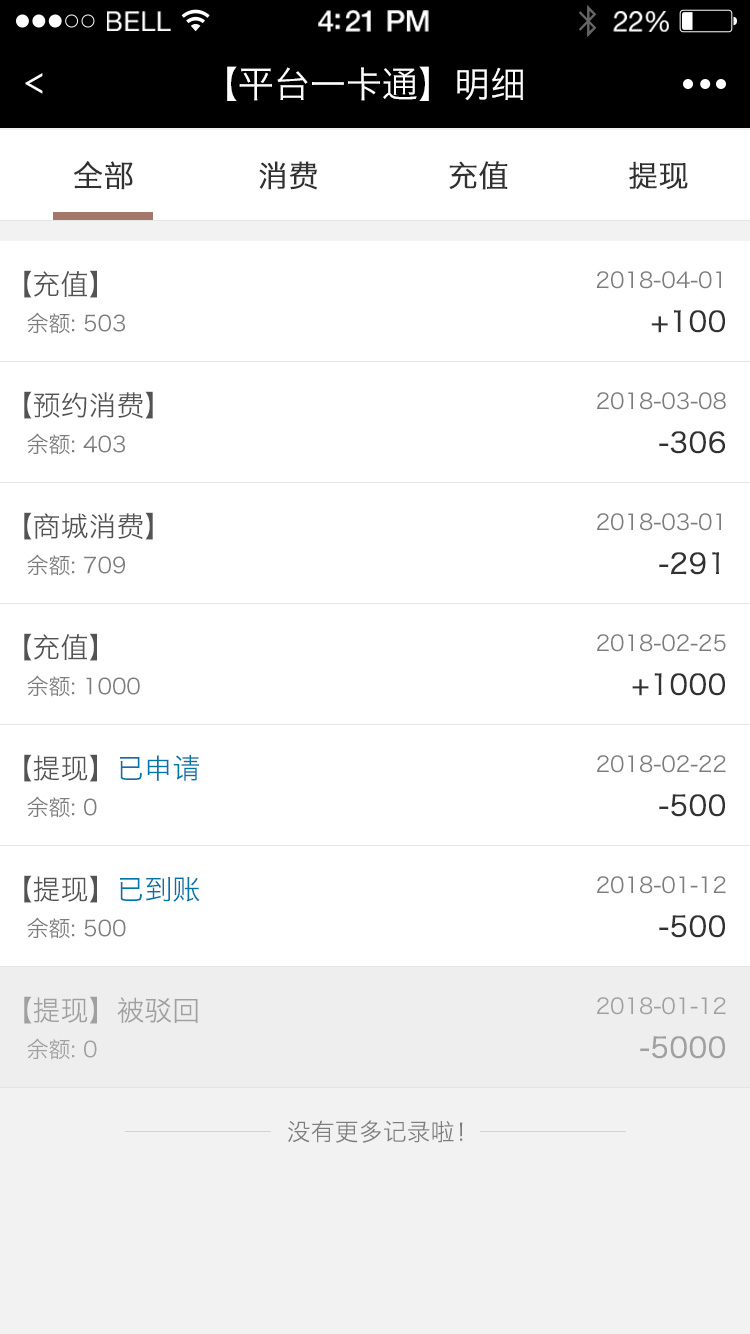 BELL 4:21 PM 22%
< 【平台一卡通】明细
全部 消费 充值 提现
【充值】 2018-04-01
余额: 503 +100
【预约消费】 2018-03-08
余额: 403 -306
【商城消费】 2018-03-01
余额: 709 -291
【充值】 2018-02-25
余额: 1000 +1000
【提现】已申请 2018-02-22
余额: 0 -500
【提现】已到账 2018-01-12
余额: 500 -500
【提现】被驳回 2018-01-12
余额: 0 -5000
没有更多记录啦!